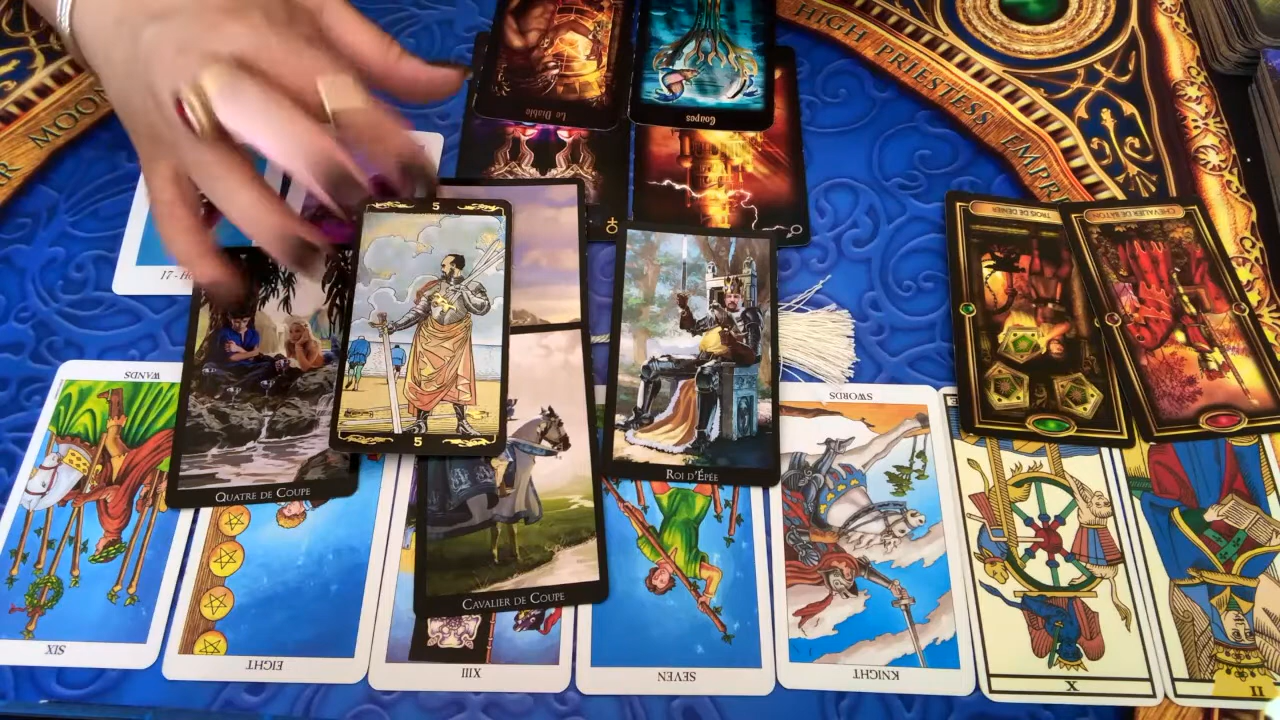 HIGH PRIESTESS EMPR
R MOON
Le Diable
Coupes
TROIS DENIER
CHEVALIER DE BATON
5
17 - H
WANDS
SWORDS
5
ROI D'ÉPÉE
QUATRE DE COUPE
CAVALIER DE COUPE
SIX
EIGHT
XIII
SEVEN
KNIGHT
X
II